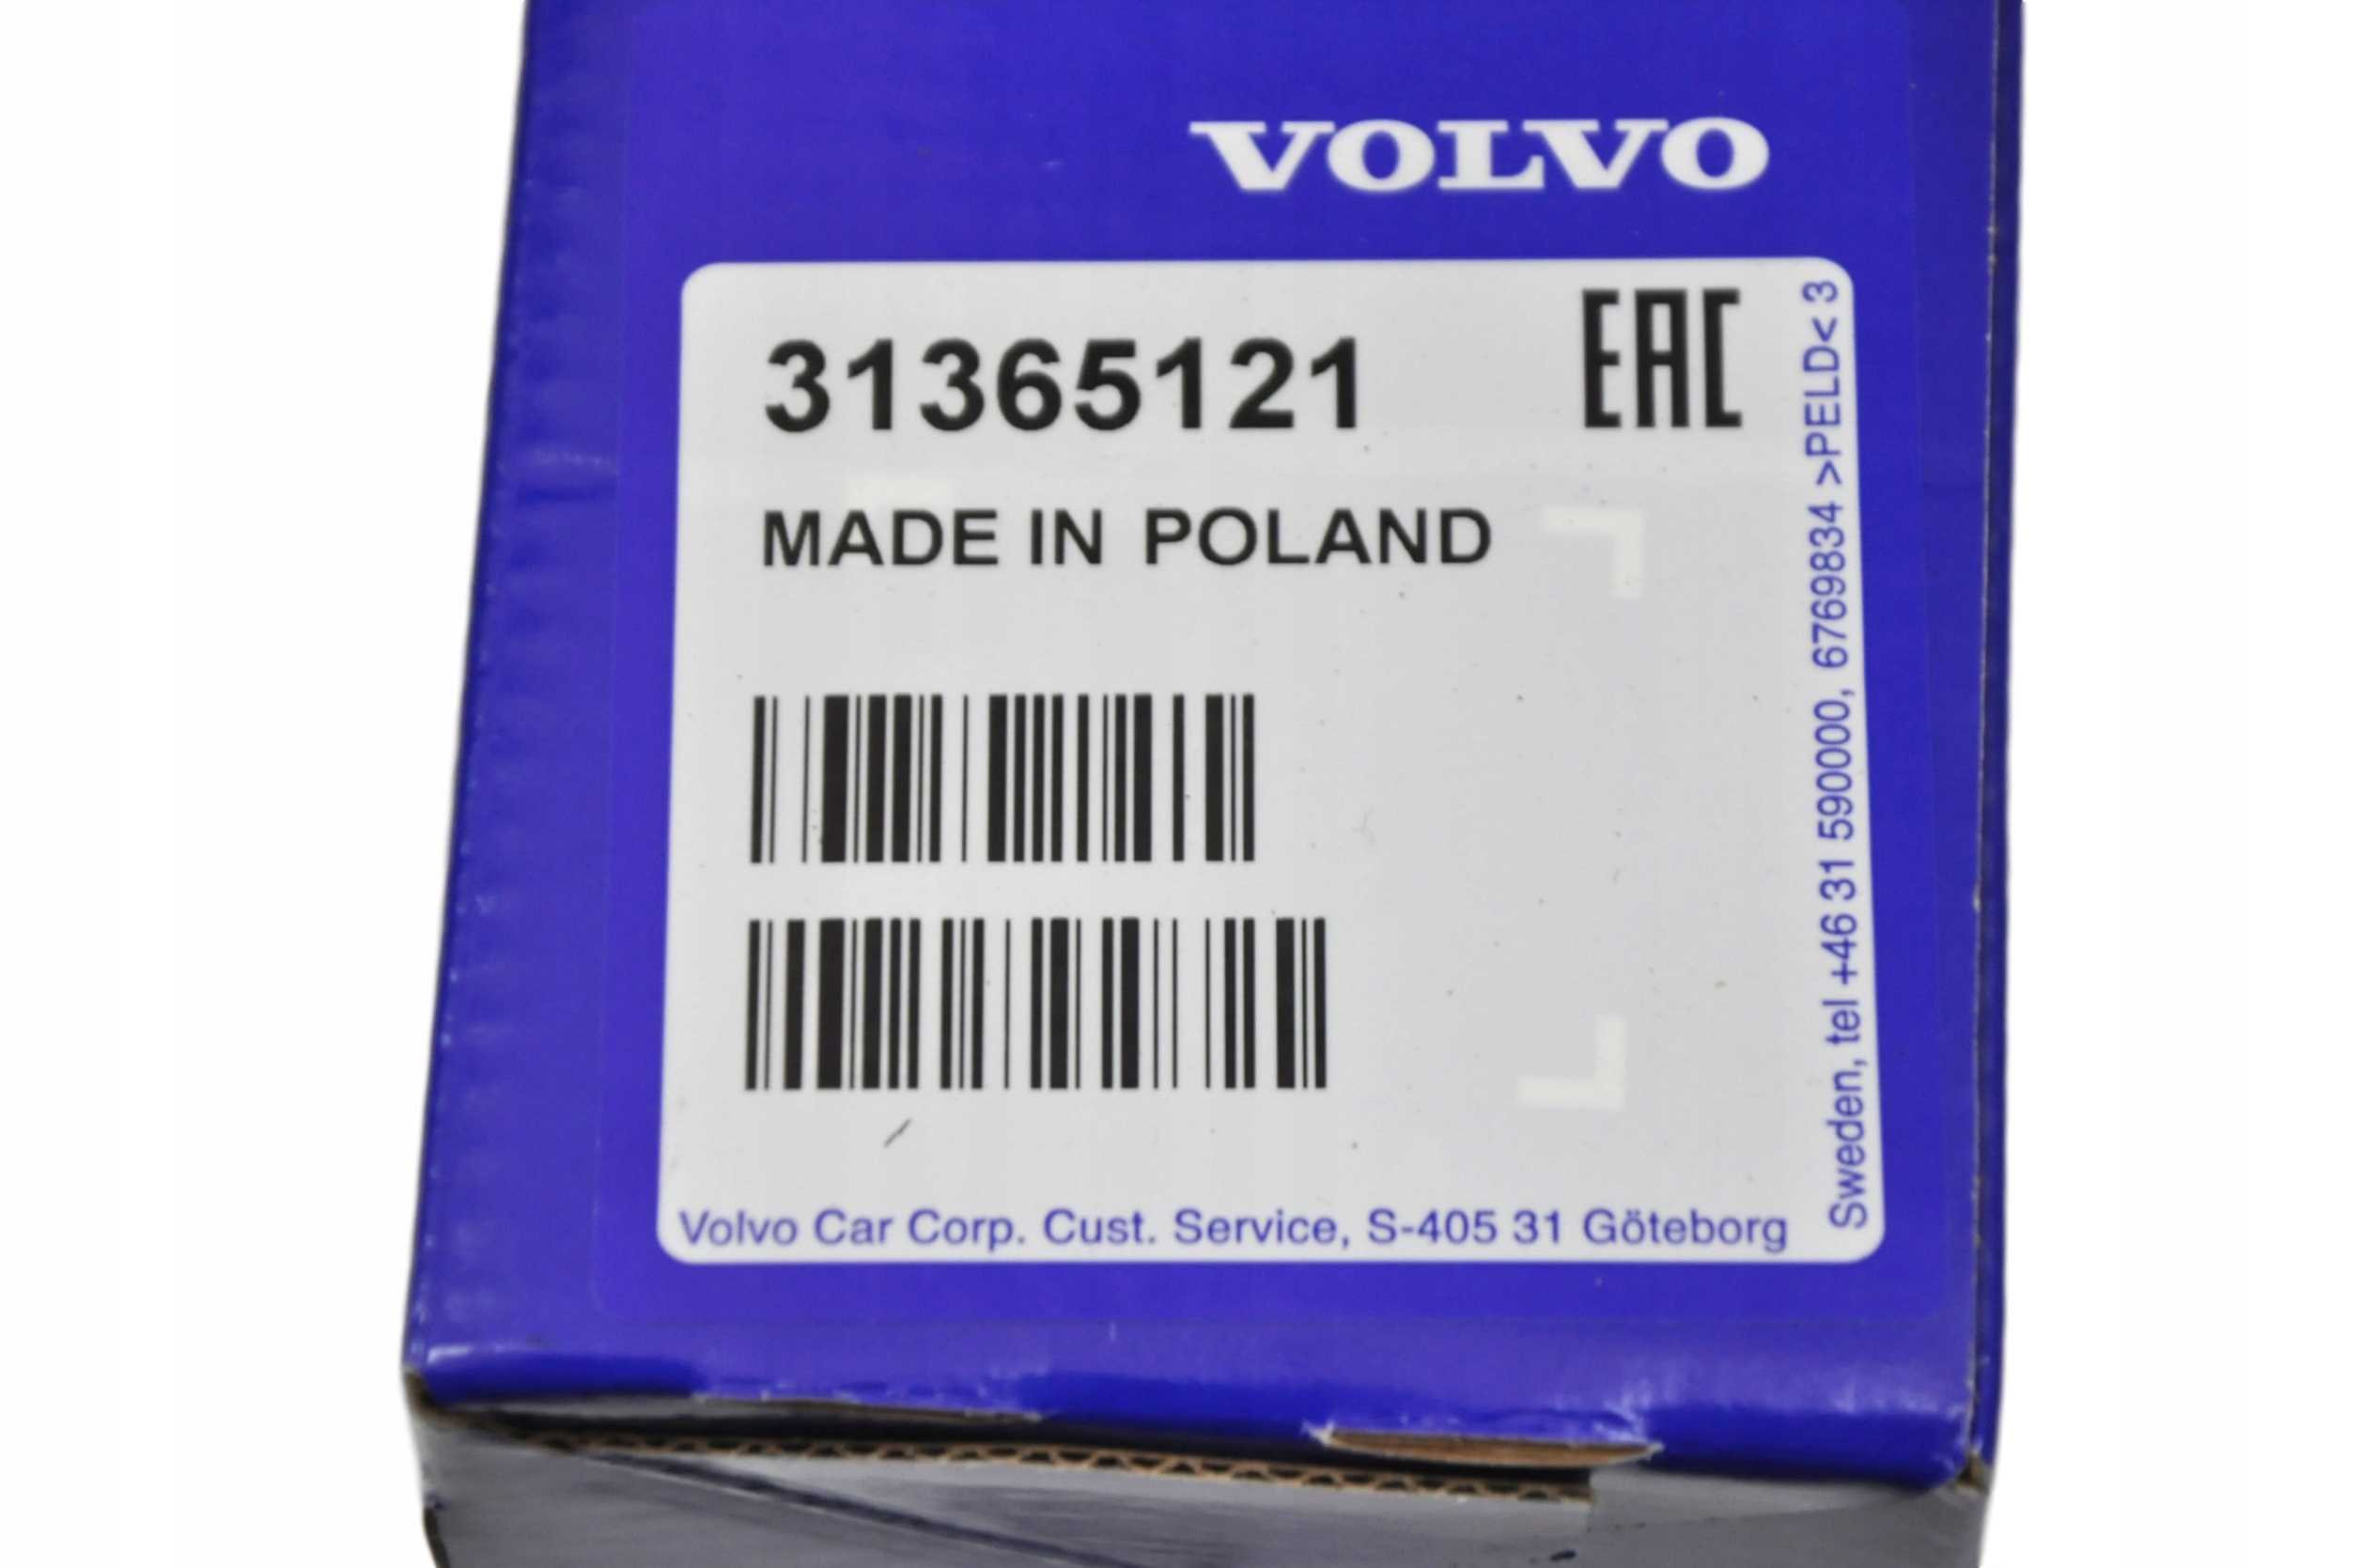 VOLVO
31365121
EAC
MADE IN POLAND
Volvo Car Corp. Cust. Service, S-405 31 Göteborg
Sweden, tel +46 31 590000, 6769834 >PELD< 3